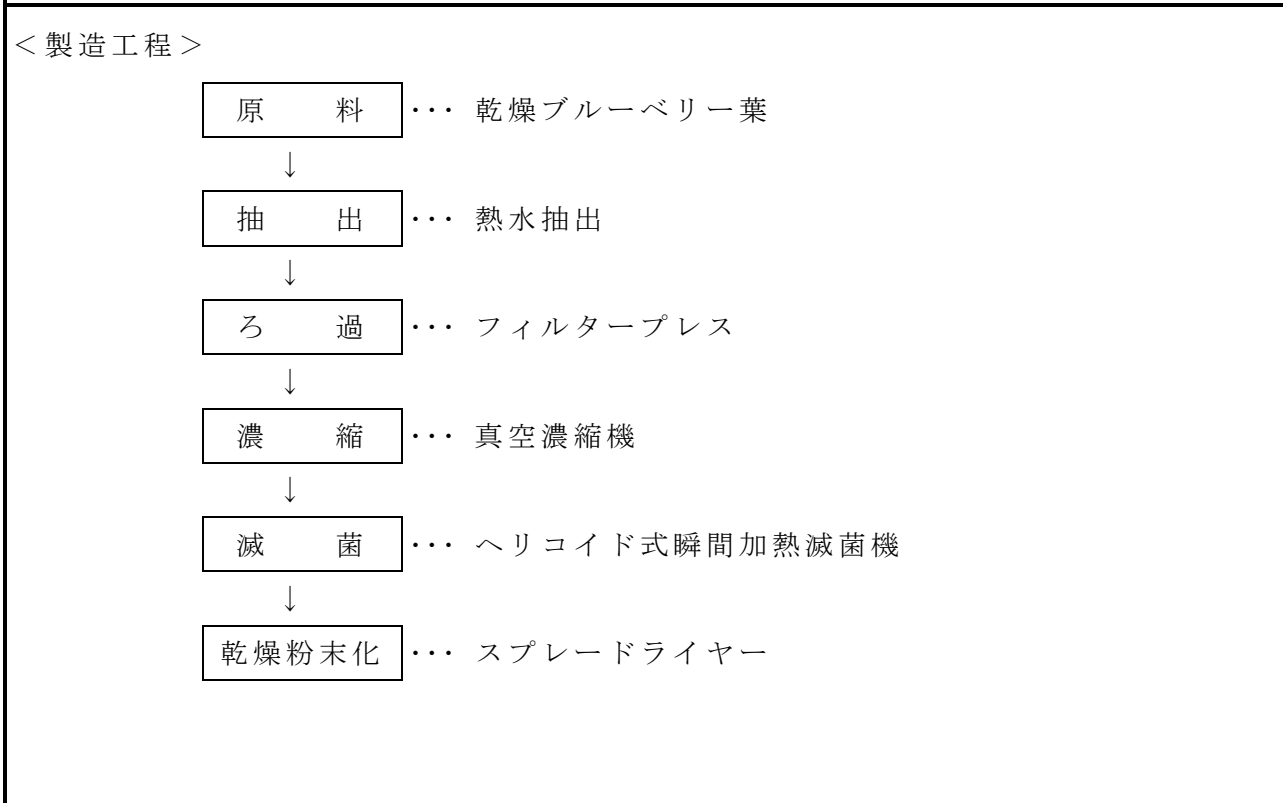 ＜製造工程＞
原　料 ･･･ 乾燥ブルーベリー葉
↓
抽　出 ･･･ 熱水抽出
↓
ろ　過 ･･･ フィルタープレス
↓
濃　縮 ･･･ 真空濃縮機
↓
滅　菌 ･･･ ヘリコイド式瞬間加熱滅菌機
↓
乾燥粉末化 ･･･ スプレードライヤー